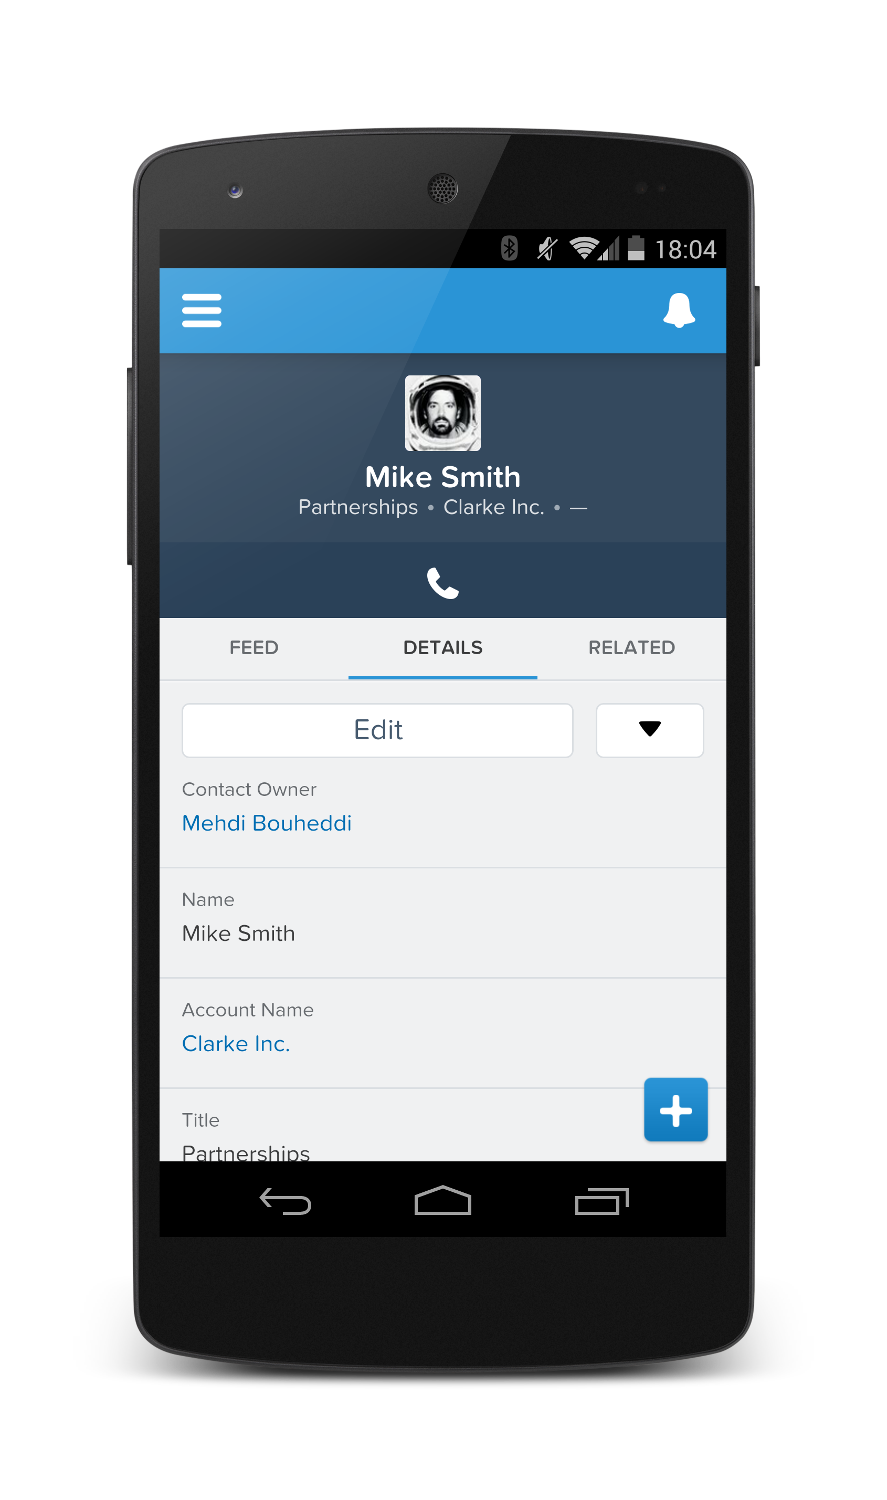 18:04
Mike Smith
Partnerships • Clarke Inc. • —
FEED DETAILS RELATED
Edit
Contact Owner
Mehdi Bouheddi
Name
Mike Smith
Account Name
Clarke Inc.
Title
Partnerships